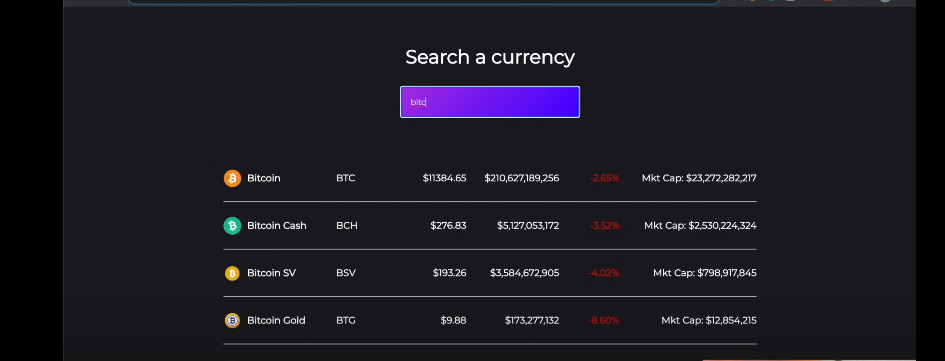 Search a currency
bitc
Bitcoin BTC $11384.65 $210,627,189,256 -2.65% Mkt Cap: $23,272,282,217
Bitcoin Cash BCH $276.83 $5,127,053,172 -3.52% Mkt Cap: $2,530,224,324
Bitcoin SV BSV $193.26 $3,584,672,905 -4.02% Mkt Cap: $798,917,845
Bitcoin Gold BTG $9.88 $173,277,132 -8.60% Mkt Cap: $12,854,215